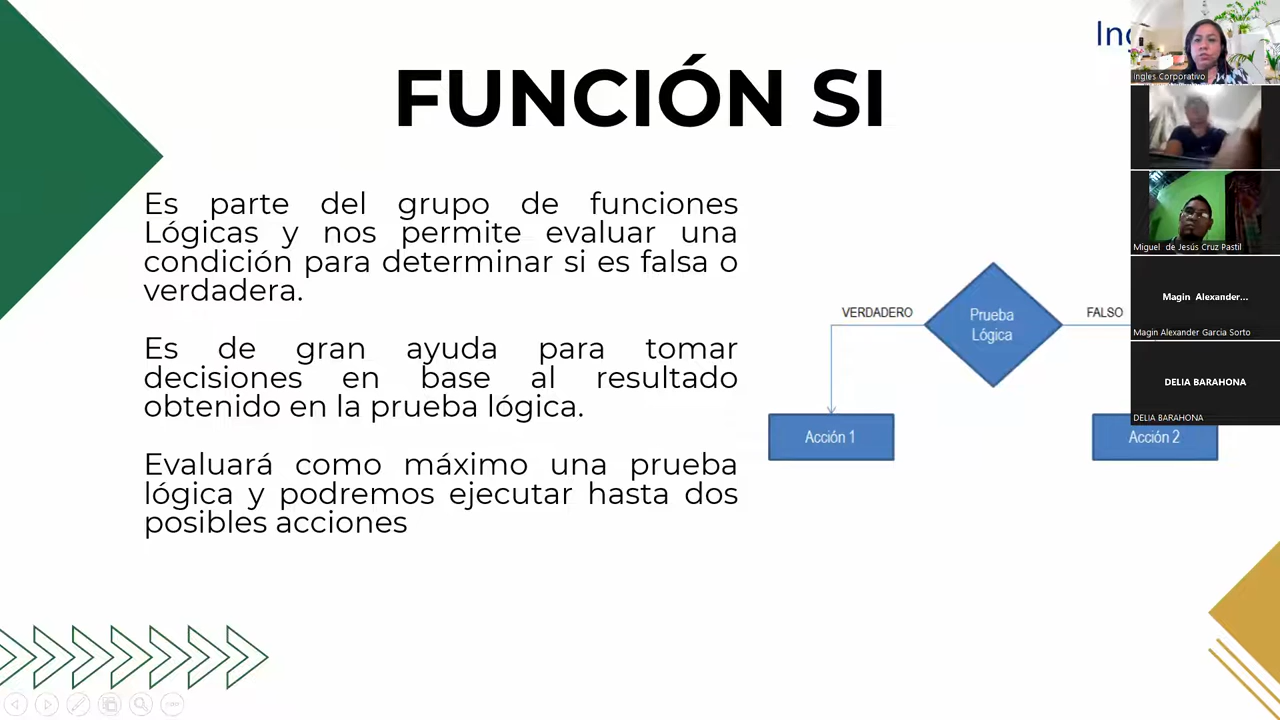 FUNCIÓN SI
Es parte del grupo de funciones
Lógicas y nos permite evaluar una
condición para determinar si es falsa o
verdadera.
Es de gran ayuda para tomar
decisiones en base al resultado
obtenido en la prueba lógica.
Evaluará como máximo una prueba
lógica y podremos ejecutar hasta dos
posibles acciones
VERDADERO
Prueba
Lógica
FALSO
Acción 1
Acción 2
Ingles Corporativo
Miguel de Jesús Cruz Pastil
Magin Alexander...
Magin Alexander Garcia Sorto
DELIA BARAHONA
DELIA BARAHONA